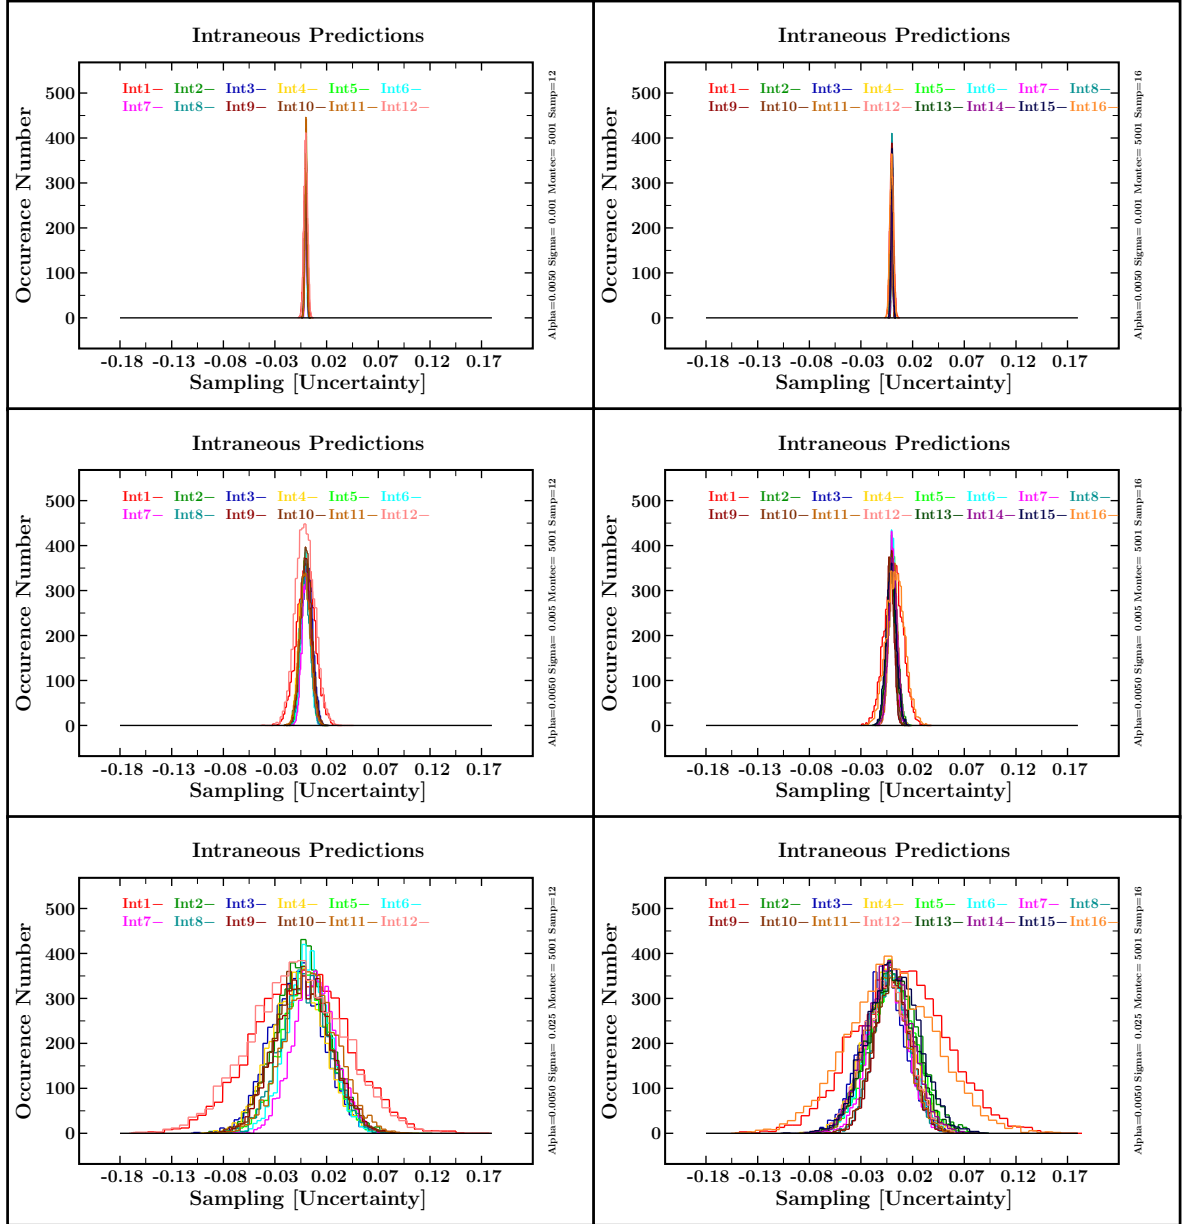 Intraneous Predictions
Int1 Int2 Int3 Int4 Int5 Int6
Int7 Int8 Int9 Int10 Int11 Int12
500
400
300
200
100
0
Occurence Number
-0.18 -0.13 -0.08 -0.03 0.02 0.07 0.12 0.17
Sampling [Uncertainty]
Alpha=0.0050 Sigma= 0.001 Montec= 5001 Samp=12
Intraneous Predictions
Int1 Int2 Int3 Int4 Int5 Int6 Int7 Int8
Int9 Int10 Int11 Int12 Int13 Int14 Int15 Int16
500
400
300
200
100
0
Occurence Number
-0.18 -0.13 -0.08 -0.03 0.02 0.07 0.12 0.17
Sampling [Uncertainty]
Alpha=0.0050 Sigma= 0.001 Montec= 5001 Samp=16
Intraneous Predictions
Int1 Int2 Int3 Int4 Int5 Int6
Int7 Int8 Int9 Int10 Int11 Int12
500
400
300
200
100
0
Occurence Number
-0.18 -0.13 -0.08 -0.03 0.02 0.07 0.12 0.17
Sampling [Uncertainty]
Alpha=0.0050 Sigma= 0.005 Montec= 5001 Samp=12
Intraneous Predictions
Int1 Int2 Int3 Int4 Int5 Int6 Int7 Int8
Int9 Int10 Int11 Int12 Int13 Int14 Int15 Int16
500
400
300
200
100
0
Occurence Number
-0.18 -0.13 -0.08 -0.03 0.02 0.07 0.12 0.17
Sampling [Uncertainty]
Alpha=0.0050 Sigma= 0.005 Montec= 5001 Samp=16
Intraneous Predictions
Int1 Int2 Int3 Int4 Int5 Int6
Int7 Int8 Int9 Int10 Int11 Int12
500
400
300
200
100
0
Occurence Number
-0.18 -0.13 -0.08 -0.03 0.02 0.07 0.12 0.17
Sampling [Uncertainty]
Alpha=0.0050 Sigma= 0.025 Montec= 5001 Samp=12
Intraneous Predictions
Int1 Int2 Int3 Int4 Int5 Int6 Int7 Int8
Int9 Int10 Int11 Int12 Int13 Int14 Int15 Int16
500
400
300
200
100
0
Occurence Number
-0.18 -0.13 -0.08 -0.03 0.02 0.07 0.12 0.17
Sampling [Uncertainty]
Alpha=0.0050 Sigma= 0.025 Montec= 5001 Samp=16